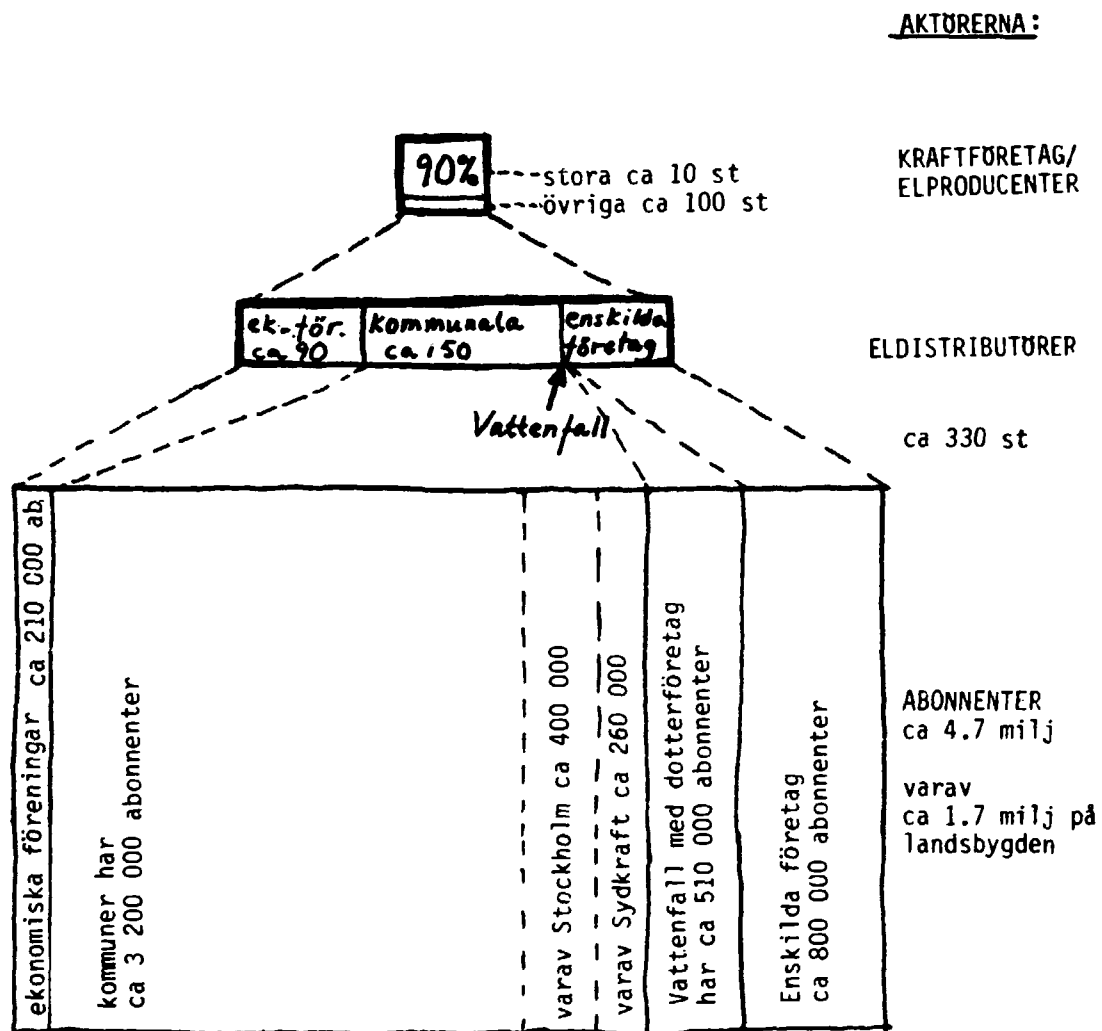 AKTÖRERNA:
90%
stora ca 10 st
övriga ca 100 st
KRAFTFÖRETAG/
ELPRODUCENTER
ek.-för.
ca 90
kommunala
ca 150
enskilda
företag
ELDISTRIBUTÖRER
Vattenfall
ca 330 st
ekonomiska föreningar ca 210 000 ab.
kommuner har
ca 3 200 000 abonnenter
varav Stockholm ca 400 000
varav Sydkraft ca 260 000
Vattenfall med dotterföretag
har ca 510 000 abonnenter
Enskilda företag
ca 800 000 abonnenter
ABONNENTER
ca 4.7 milj
varav
ca 1.7 milj på
landsbygden